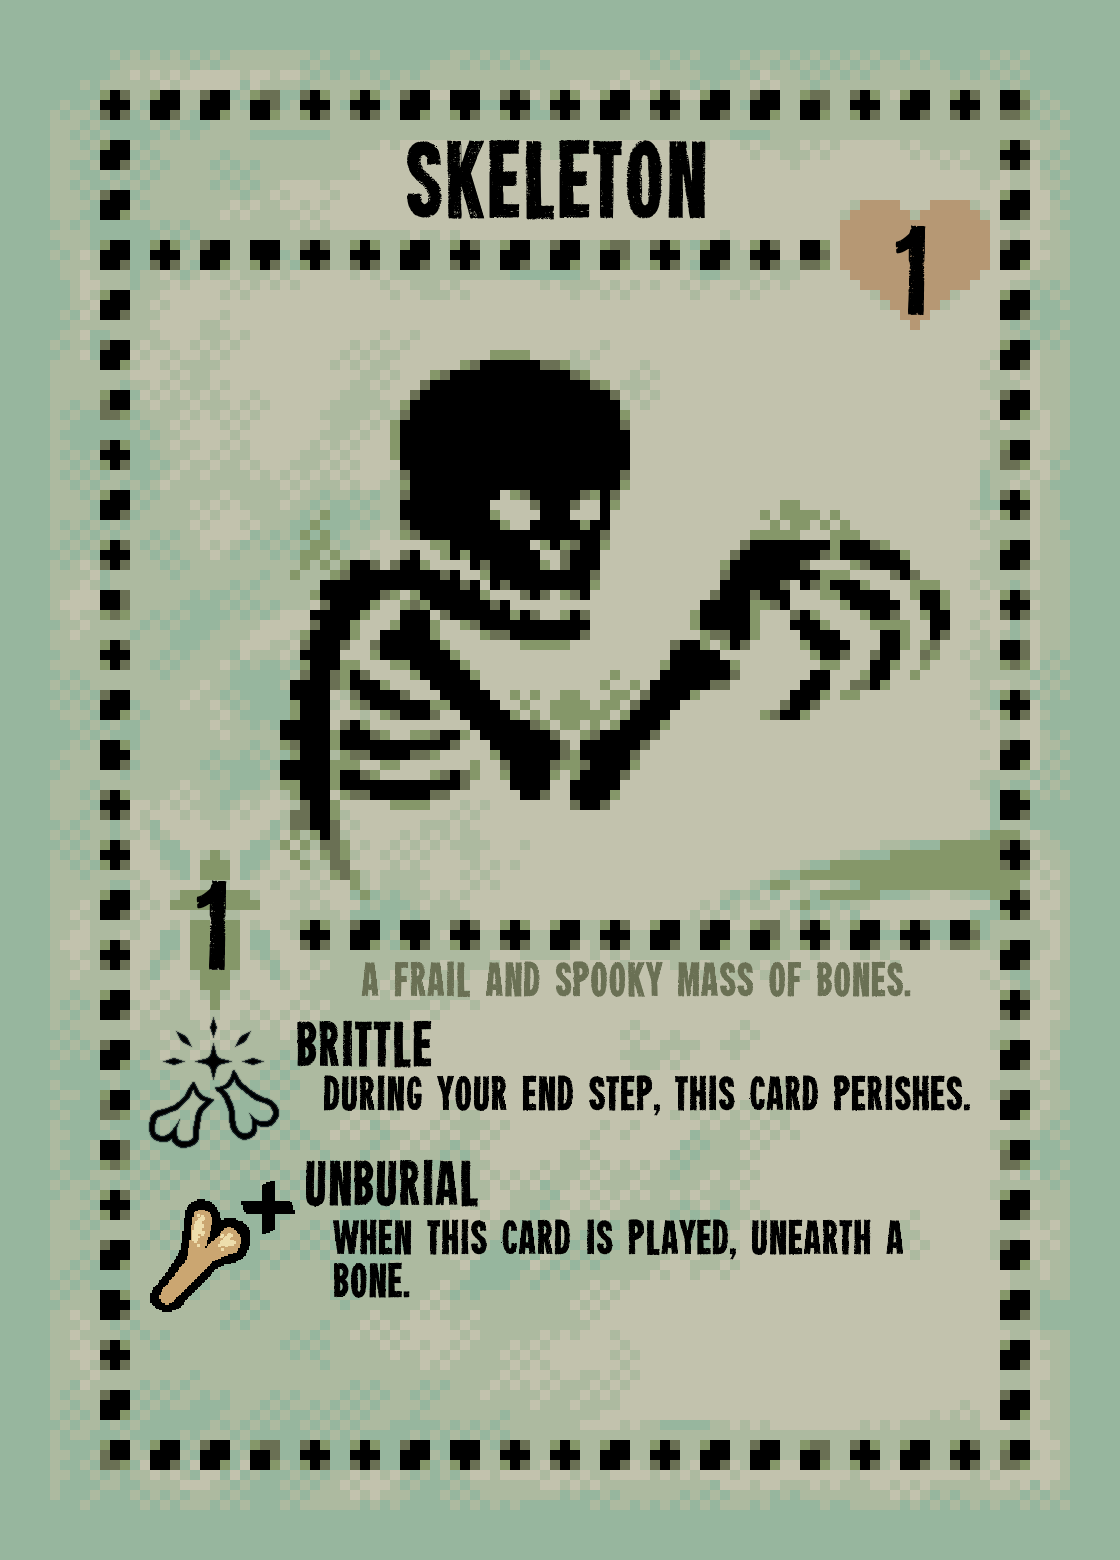 SKELETON
1
1
A FRAIL AND SPOOKY MASS OF BONES.
BRITTLE
DURING YOUR END STEP, THIS CARD PERISHES.
UNBURIAL
WHEN THIS CARD IS PLAYED, UNEARTH A
BONE.